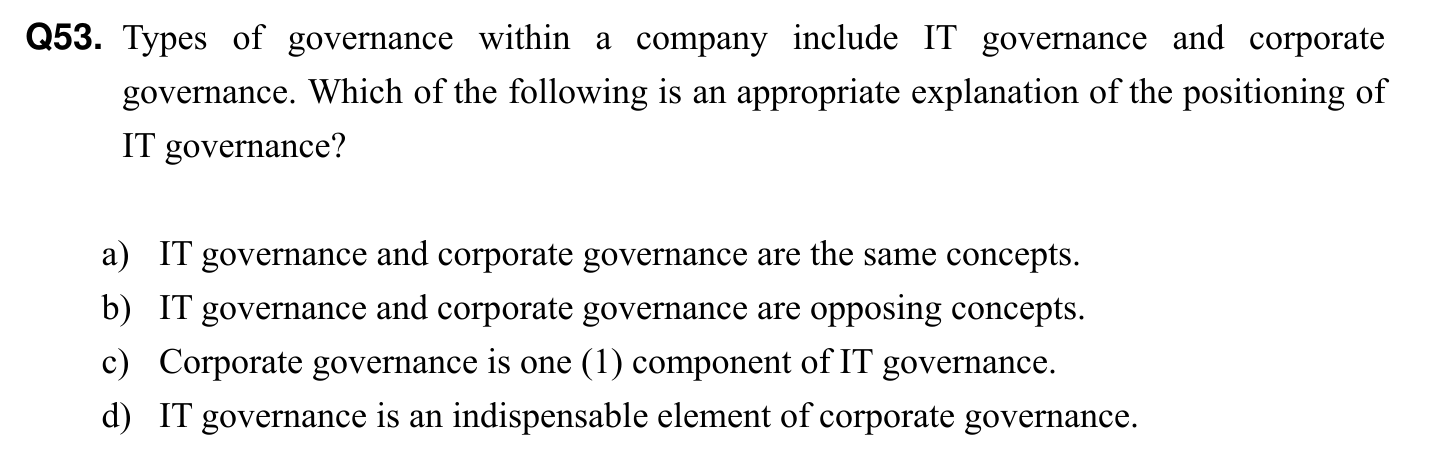 Q53. Types of governance within a company include IT governance and corporate
governance. Which of the following is an appropriate explanation of the positioning of
IT governance?
a) IT governance and corporate governance are the same concepts.
b) IT governance and corporate governance are opposing concepts.
c) Corporate governance is one (1) component of IT governance.
d) IT governance is an indispensable element of corporate governance.